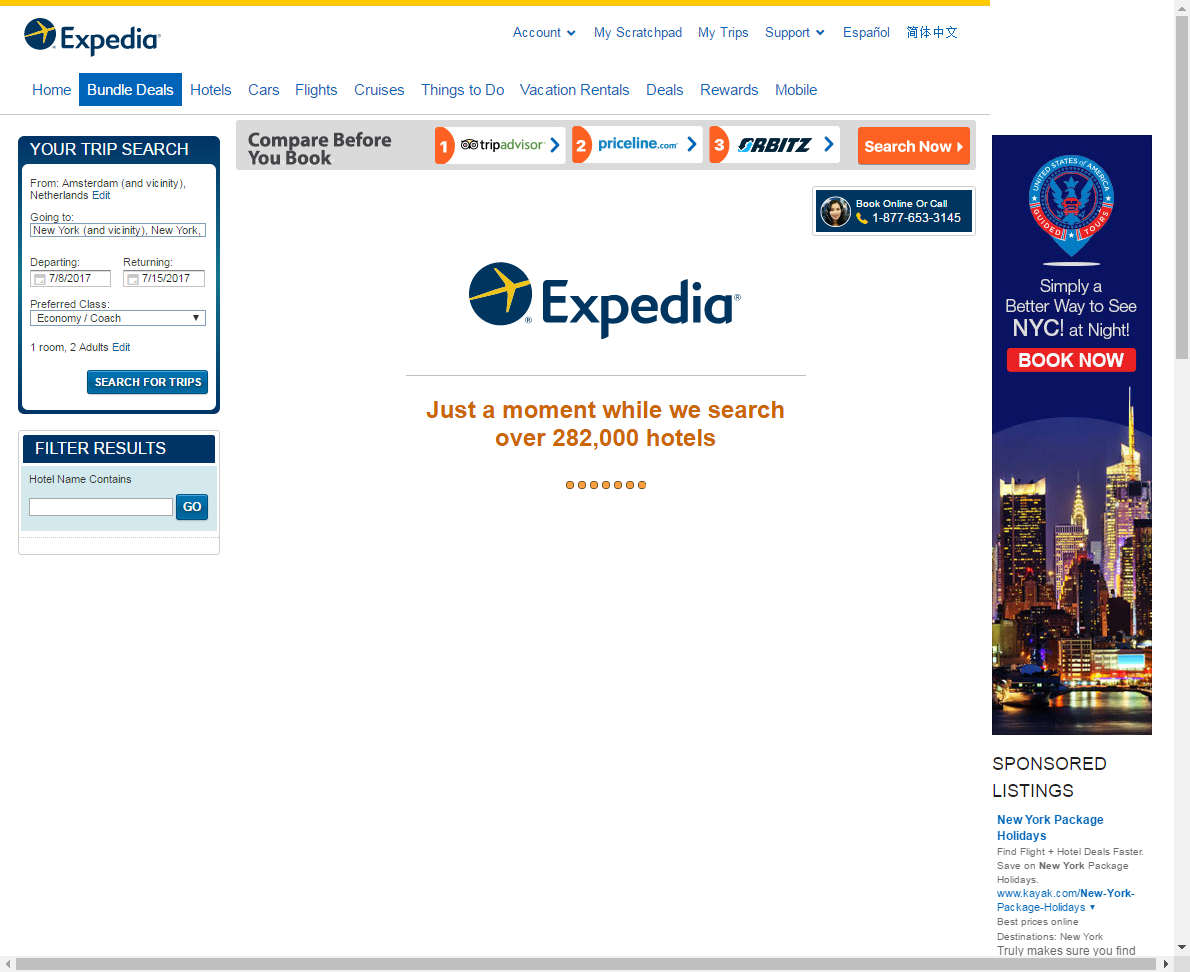 Expedia
Account
My Scratchpad
My Trips
Support
Español
简体中文
Home
Bundle Deals
Hotels
Cars
Flights
Cruises
Things to Do
Vacation Rentals
Deals
Rewards
Mobile
YOUR TRIP SEARCH
From: Amsterdam (and vicinity),
Netherlands Edit
Going to:
New York (and vicinity), New York,
Departing:
Returning:
7/8/2017
7/15/2017
Preferred Class:
Economy / Coach
1 room, 2 Adults Edit
SEARCH FOR TRIPS
FILTER RESULTS
Hotel Name Contains
GO
Compare Before
You Book
1 tripadvisor
2 priceline.com
3 ORBITZ
Search Now
Book Online Or Call
1-877-653-3145
Expedia
Just a moment while we search
over 282,000 hotels
UNITED STATES of AMERICA
GUIDED TOURS
Simply a
Better Way to See
NYC! at Night!
BOOK NOW
SPONSORED
LISTINGS
New York Package
Holidays
Find Flight + Hotel Deals Faster.
Save on New York Package
Holidays.
www.kayak.com/New-York-
Package-Holidays
Best prices online
Destinations: New York
Truly makes sure you find